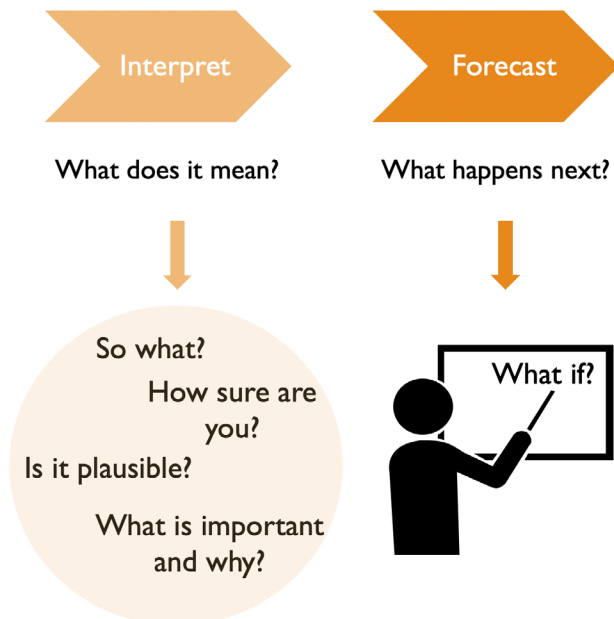 Interpret
Forecast
What does it mean?
What happens next?
So what?
How sure are
you?
Is it plausible?
What is important
and why?
What if?